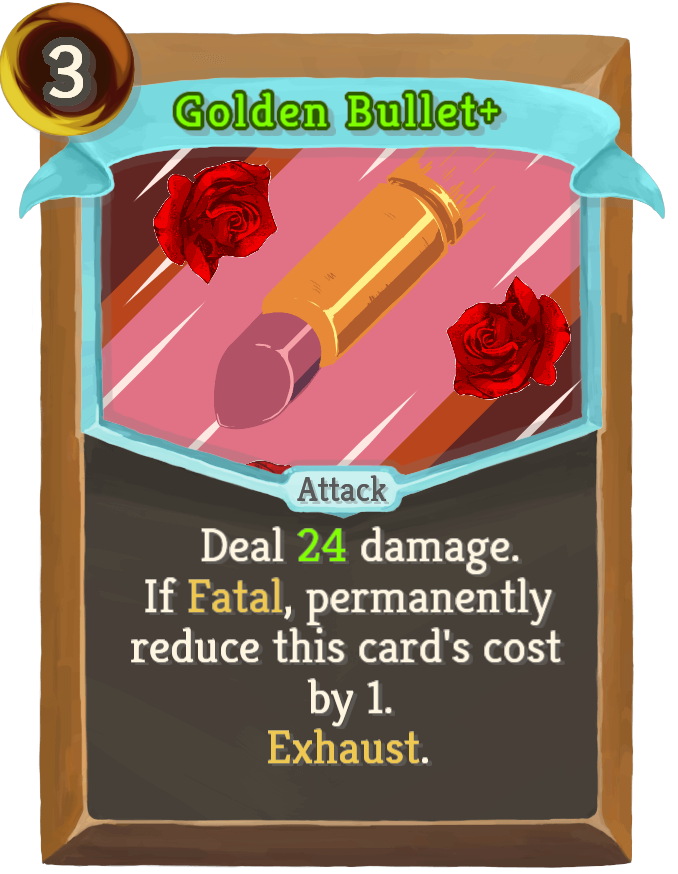 3
Golden Bullet+
Attack
Deal 24 damage.
If Fatal, permanently
reduce this card's cost
by 1.
Exhaust.